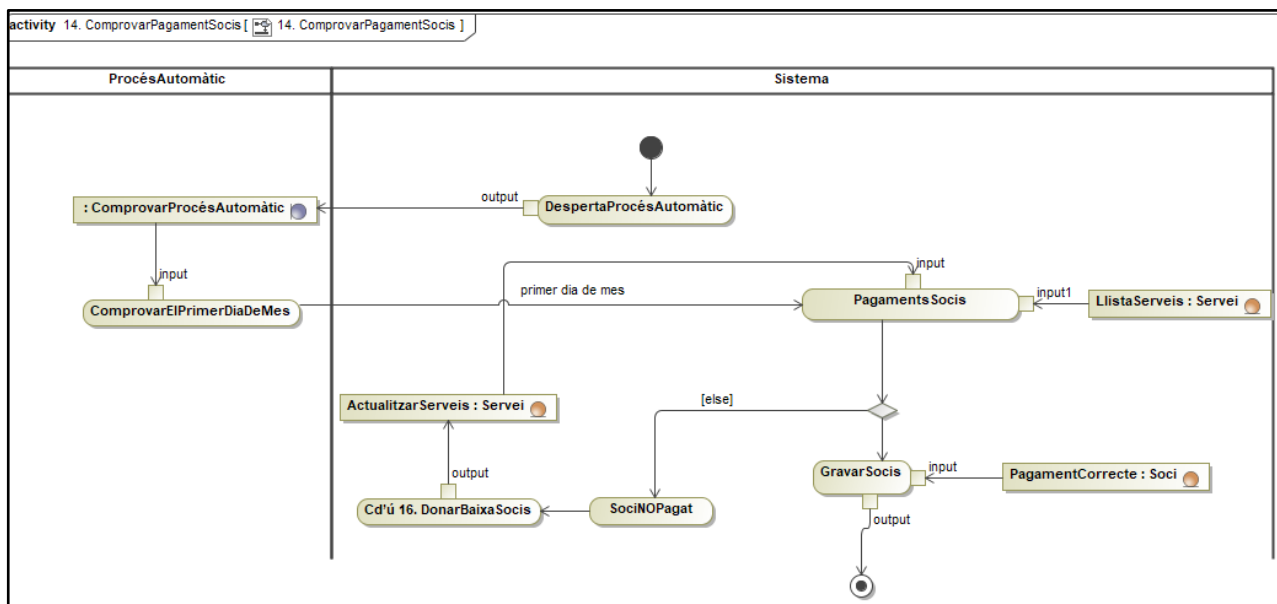 activity 14. ComprovarPagamentSocis [ 14. ComprovarPagamentSocis ]
ProcésAutomàtic
Sistema
output
: ComprovarProcésAutomàtic
DespertaProcésAutomàtic
input
input
primer dia de mes
PagamentsSocis
input1
LlistaServeis : Servei
ComprovarElPrimerDiaDeMes
[else]
ActualitzarServeis : Servei
output
GravarSocis
input
PagamentCorrecte : Soci
Cd'ú 16. DonarBaixaSocis
SociNOPagat
output